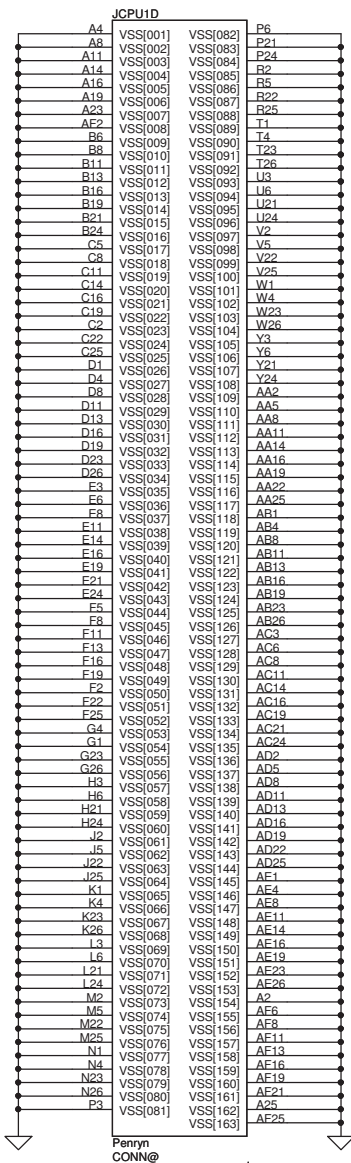 JCPU1D
A4 VSS[001] VSS[082] P6
A8 VSS[002] VSS[083] P21
A11 VSS[003] VSS[084] P24
A14 VSS[004] VSS[085] R2
A16 VSS[005] VSS[086] R5
A19 VSS[006] VSS[087] R22
A23 VSS[007] VSS[088] R25
AF2 VSS[008] VSS[089] T1
B6 VSS[009] VSS[090] T4
B8 VSS[010] VSS[091] T23
B11 VSS[011] VSS[092] T26
B13 VSS[012] VSS[093] U3
B16 VSS[013] VSS[094] U6
B19 VSS[014] VSS[095] U21
B21 VSS[015] VSS[096] U24
B24 VSS[016] VSS[097] V2
C5 VSS[017] VSS[098] V5
C8 VSS[018] VSS[099] V22
C11 VSS[019] VSS[100] V25
C14 VSS[020] VSS[101] W1
C16 VSS[021] VSS[102] W4
C19 VSS[022] VSS[103] W23
C2 VSS[023] VSS[104] W26
C22 VSS[024] VSS[105] Y3
C25 VSS[025] VSS[106] Y6
D1 VSS[026] VSS[107] Y21
D4 VSS[027] VSS[108] Y24
D8 VSS[028] VSS[109] AA2
D11 VSS[029] VSS[110] AA5
D13 VSS[030] VSS[111] AA8
D16 VSS[031] VSS[112] AA11
D19 VSS[032] VSS[113] AA14
D23 VSS[033] VSS[114] AA16
D26 VSS[034] VSS[115] AA19
E3 VSS[035] VSS[116] AA22
E6 VSS[036] VSS[117] AA25
E8 VSS[037] VSS[118] AB1
E11 VSS[038] VSS[119] AB4
E14 VSS[039] VSS[120] AB8
E16 VSS[040] VSS[121] AB11
E19 VSS[041] VSS[122] AB13
E21 VSS[042] VSS[123] AB16
E24 VSS[043] VSS[124] AB19
F5 VSS[044] VSS[125] AB23
F8 VSS[045] VSS[126] AB26
F11 VSS[046] VSS[127] AC3
F13 VSS[047] VSS[128] AC6
F16 VSS[048] VSS[129] AC8
F19 VSS[049] VSS[130] AC11
F2 VSS[050] VSS[131] AC14
F22 VSS[051] VSS[132] AC16
F25 VSS[052] VSS[133] AC19
G4 VSS[053] VSS[134] AC21
G1 VSS[054] VSS[135] AC24
G23 VSS[055] VSS[136] AD2
G26 VSS[056] VSS[137] AD5
H3 VSS[057] VSS[138] AD8
H6 VSS[058] VSS[139] AD11
H21 VSS[059] VSS[140] AD13
H24 VSS[060] VSS[141] AD16
J2 VSS[061] VSS[142] AD19
J5 VSS[062] VSS[143] AD22
J22 VSS[063] VSS[144] AD25
J25 VSS[064] VSS[145] AE1
K1 VSS[065] VSS[146] AE4
K4 VSS[066] VSS[147] AE8
K23 VSS[067] VSS[148] AE11
K26 VSS[068] VSS[149] AE14
L3 VSS[069] VSS[150] AE16
L6 VSS[070] VSS[151] AE19
L21 VSS[071] VSS[152] AE23
L24 VSS[072] VSS[153] AE26
M2 VSS[073] VSS[154] A2
M5 VSS[074] VSS[155] AF6
M22 VSS[075] VSS[156] AF8
M25 VSS[076] VSS[157] AF11
N1 VSS[077] VSS[158] AF13
N4 VSS[078] VSS[159] AF16
N23 VSS[079] VSS[160] AF19
N26 VSS[080] VSS[161] AF21
P3 VSS[081] VSS[162] A25
VSS[163] AF25
Penryn
CONN@
.